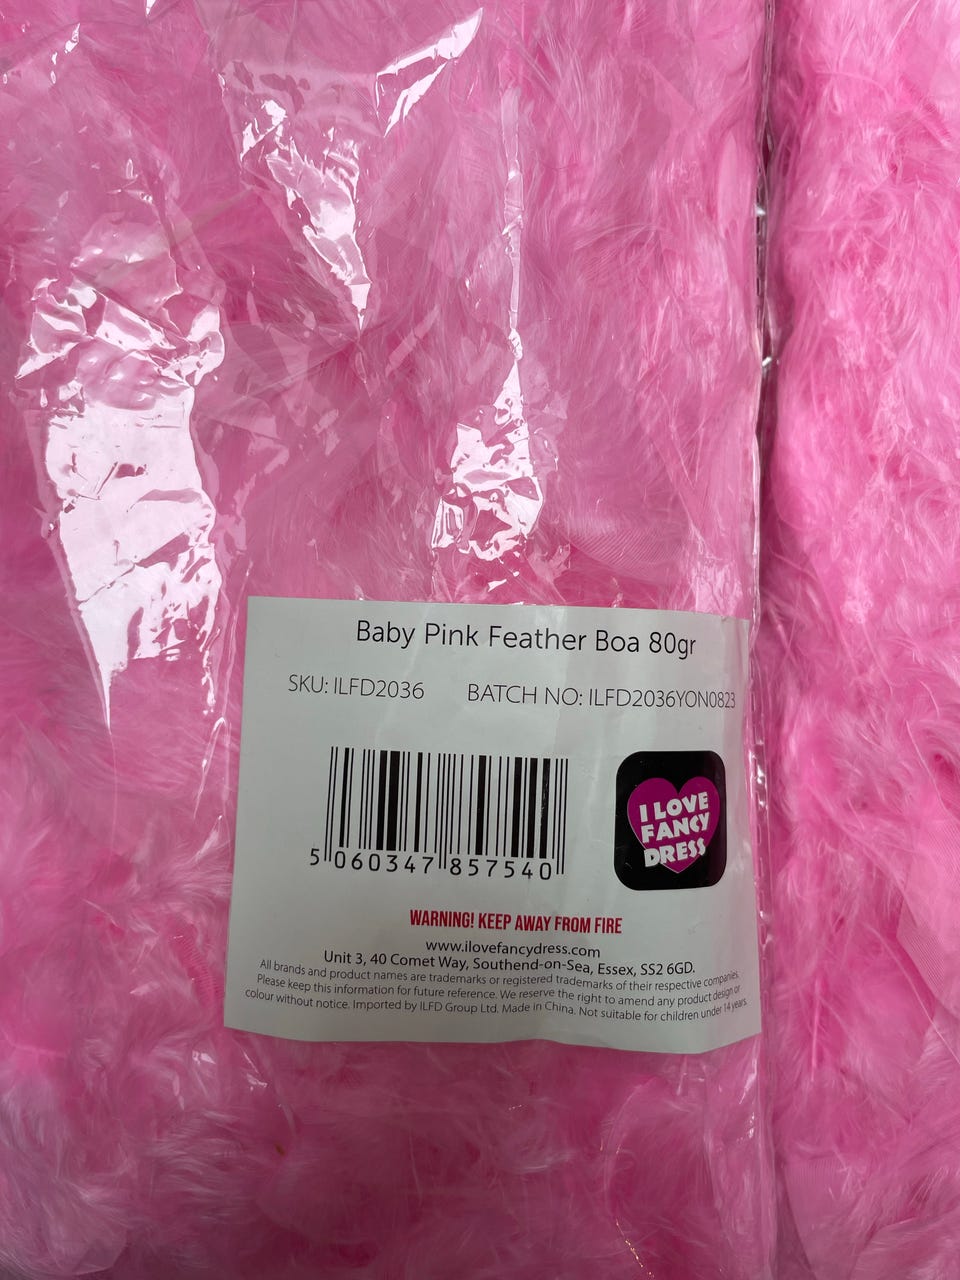 Baby Pink Feather Boa 80gr
SKU: ILFD2036 BATCH NO: ILFD2036YON0823
5 060347 857540
I LOVE
FANCY
DRESS
WARNING! KEEP AWAY FROM FIRE
www.ilovefancydress.com
Unit 3, 40 Comet Way, Southend-on-Sea, Essex, SS2 6GD.
All brands and product names are trademarks or registered trademarks of their respective companies.
Please keep this information for future reference. We reserve the right to amend any product design or
colour without notice. Imported by ILFD Group Ltd. Made in China. Not suitable for children under 14 years.